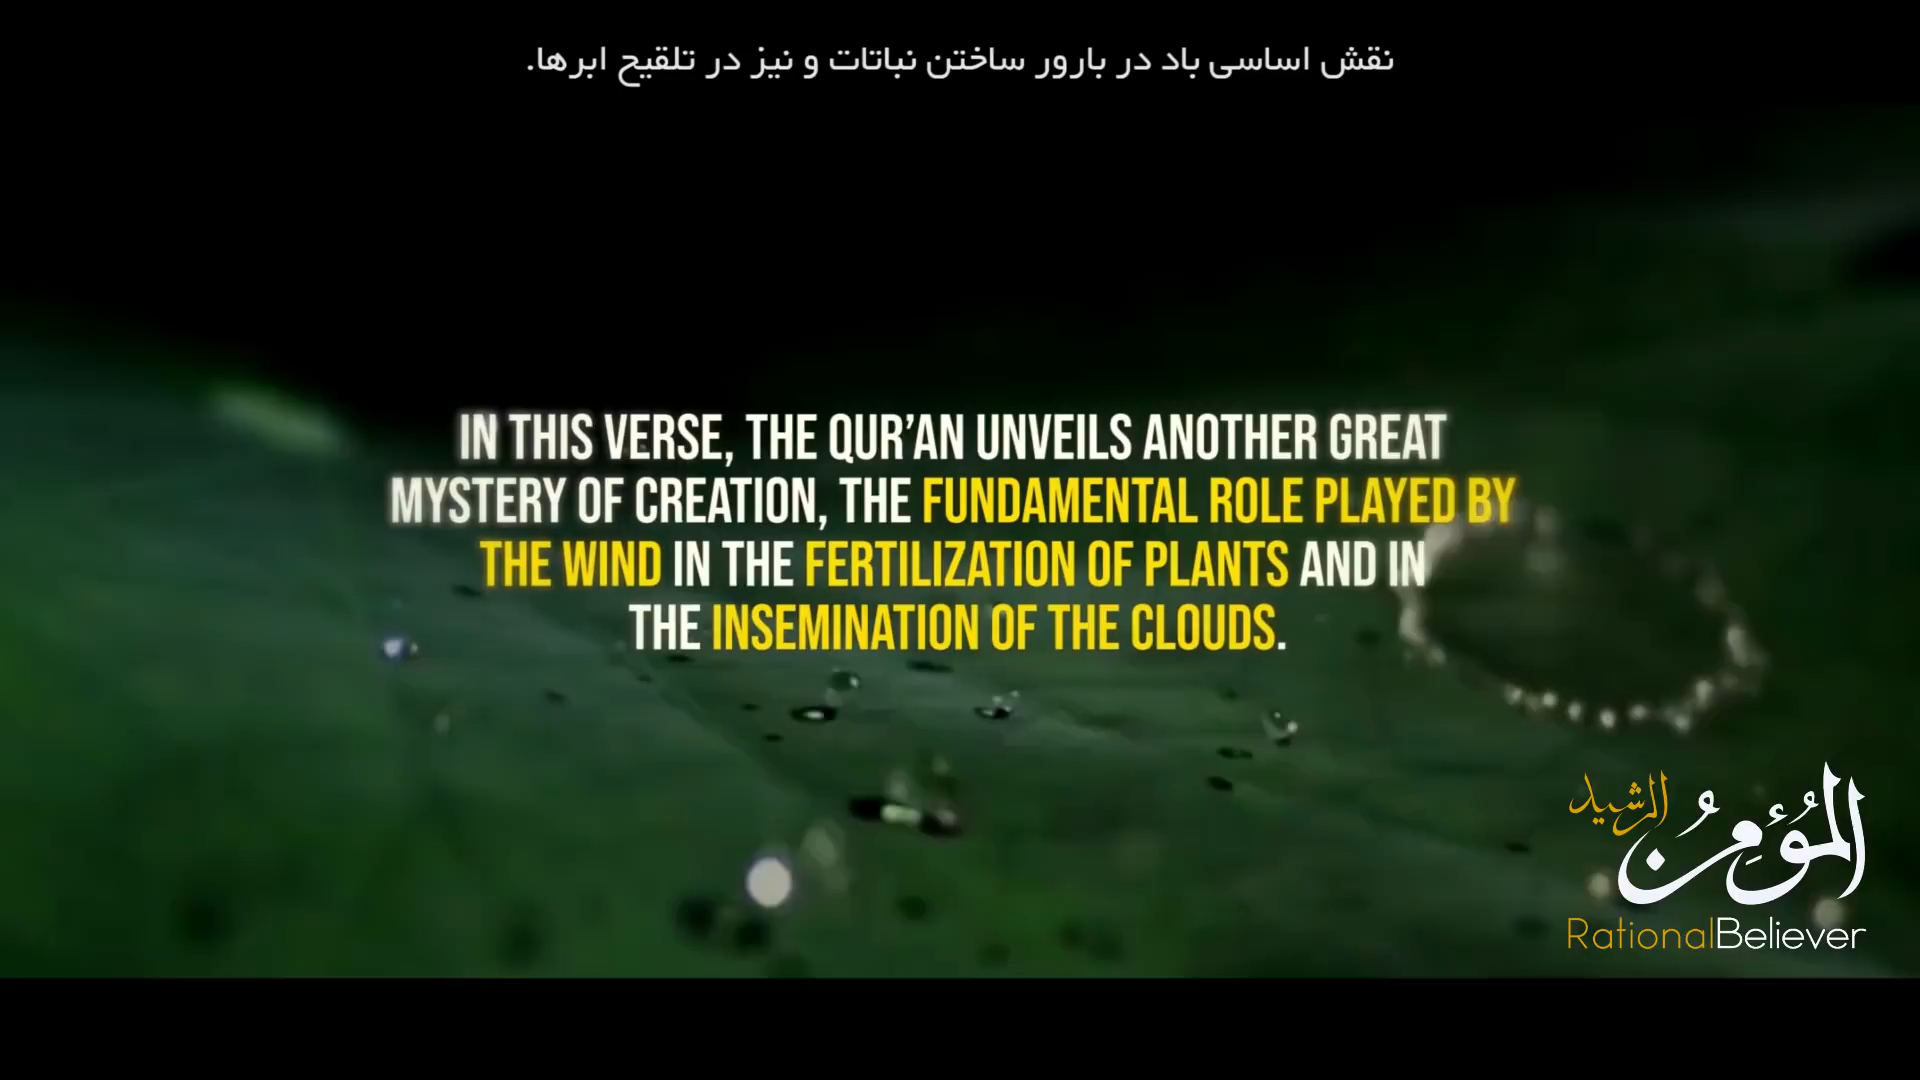 نقش اساسی باد در بارور ساختن نباتات و نیز در تلقیح ابرها.
IN THIS VERSE, THE QUR’AN UNVEILS ANOTHER GREAT
MYSTERY OF CREATION, THE FUNDAMENTAL ROLE PLAYED BY
THE WIND IN THE FERTILIZATION OF PLANTS AND IN
THE INSEMINATION OF THE CLOUDS.
المُؤمِنُ الرشيد
RationalBeliever